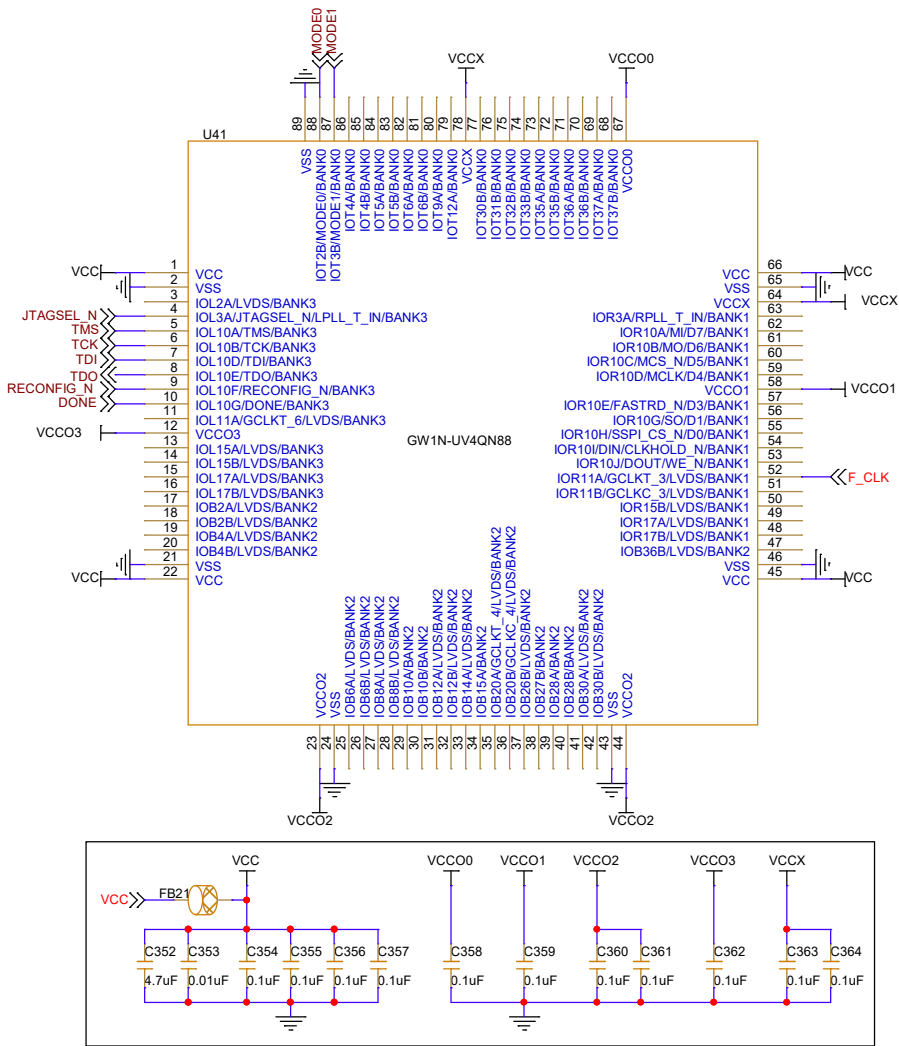 MODE0
MODE1
VCCX
VCCO0
89
88
87
86
85
84
83
82
81
80
79
78
77
76
75
74
73
72
71
70
69
68
67
U41
VSS
IOT2B/MODE0/BANK0
IOT3B/MODE1/BANK0
IOT4A/BANK0
IOT4B/BANK0
IOT5A/BANK0
IOT5B/BANK0
IOT6A/BANK0
IOT6B/BANK0
IOT9A/BANK0
IOT12A/BANK0
VCCX
IOT30B/BANK0
IOT31B/BANK0
IOT32B/BANK0
IOT33B/BANK0
IOT35A/BANK0
IOT35B/BANK0
IOT36A/BANK0
IOT36B/BANK0
IOT37A/BANK0
IOT37B/BANK0
VCCO0
VCC 1 VCC
2 VSS
3 IOL2A/LVDS/BANK3
JTAGSEL_N 4 IOL3A/JTAGSEL_N/LPLL_T_IN/BANK3
TMS 5 IOL10A/TMS/BANK3
TCK 6 IOL10B/TCK/BANK3
TDI 7 IOL10D/TDI/BANK3
TDO 8 IOL10E/TDO/BANK3
RECONFIG_N 9 IOL10F/RECONFIG_N/BANK3
DONE 10 IOL10G/DONE/BANK3
11 IOL11A/GCLKT_6/LVDS/BANK3
VCCO3 12 VCCO3
13 IOL15A/LVDS/BANK3
14 IOL15B/LVDS/BANK3
15 IOL17A/LVDS/BANK3
16 IOL17B/LVDS/BANK3
17 IOB2A/LVDS/BANK2
18 IOB2B/LVDS/BANK2
19 IOB4A/LVDS/BANK2
20 IOB4B/LVDS/BANK2
21 VSS
VCC 22 VCC
GW1N-UV4QN88
VCC 66 VCC
VSS 65
VCCX 64 VCCX
IOR3A/RPLL_T_IN/BANK1 63
IOR10A/MI/D7/BANK1 62
IOR10B/MO/D6/BANK1 61
IOR10C/MCS_N/D5/BANK1 60
IOR10D/MCLK/D4/BANK1 59
VCCO1 58 VCCO1
IOR10E/FASTRD_N/D3/BANK1 57
IOR10G/SO/D1/BANK1 56
IOR10H/SSPI_CS_N/D0/BANK1 55
IOR10I/DIN/CLKHOLD_N/BANK1 54
IOR10J/DOUT/WE_N/BANK1 53
IOR11A/GCLKT_3/LVDS/BANK1 52 F_CLK
IOR11B/GCLKC_3/LVDS/BANK1 51
IOR15B/LVDS/BANK1 50
IOR17A/LVDS/BANK1 49
IOR17B/LVDS/BANK1 48
IOB36B/LVDS/BANK2 47
VSS 46
VCC 45 VCC
VCCO2
VSS
IOB6A/LVDS/BANK2
IOB6B/LVDS/BANK2
IOB8A/LVDS/BANK2
IOB8B/LVDS/BANK2
IOB10A/BANK2
IOB10B/BANK2
IOB12A/LVDS/BANK2
IOB12B/LVDS/BANK2
IOB14A/LVDS/BANK2
IOB15A/BANK2
IOB20A/GCLKT_4/LVDS/BANK2
IOB20B/GCLKC_4/LVDS/BANK2
IOB26B/LVDS/BANK2
IOB27B/BANK2
IOB28A/BANK2
IOB28B/BANK2
IOB30A/LVDS/BANK2
IOB30B/LVDS/BANK2
VSS
VCCO2
23
24
25
26
27
28
29
30
31
32
33
34
35
36
37
38
39
40
41
42
43
44
VCCO2
VCCO2
VCC VCCO0 VCCO1 VCCO2 VCCO3 VCCX
VCC FB21
C352 C353 C354 C355 C356 C357 C358 C359 C360 C361 C362 C363 C364
4.7uF 0.01uF 0.1uF 0.1uF 0.1uF 0.1uF 0.1uF 0.1uF 0.1uF 0.1uF 0.1uF 0.1uF 0.1uF